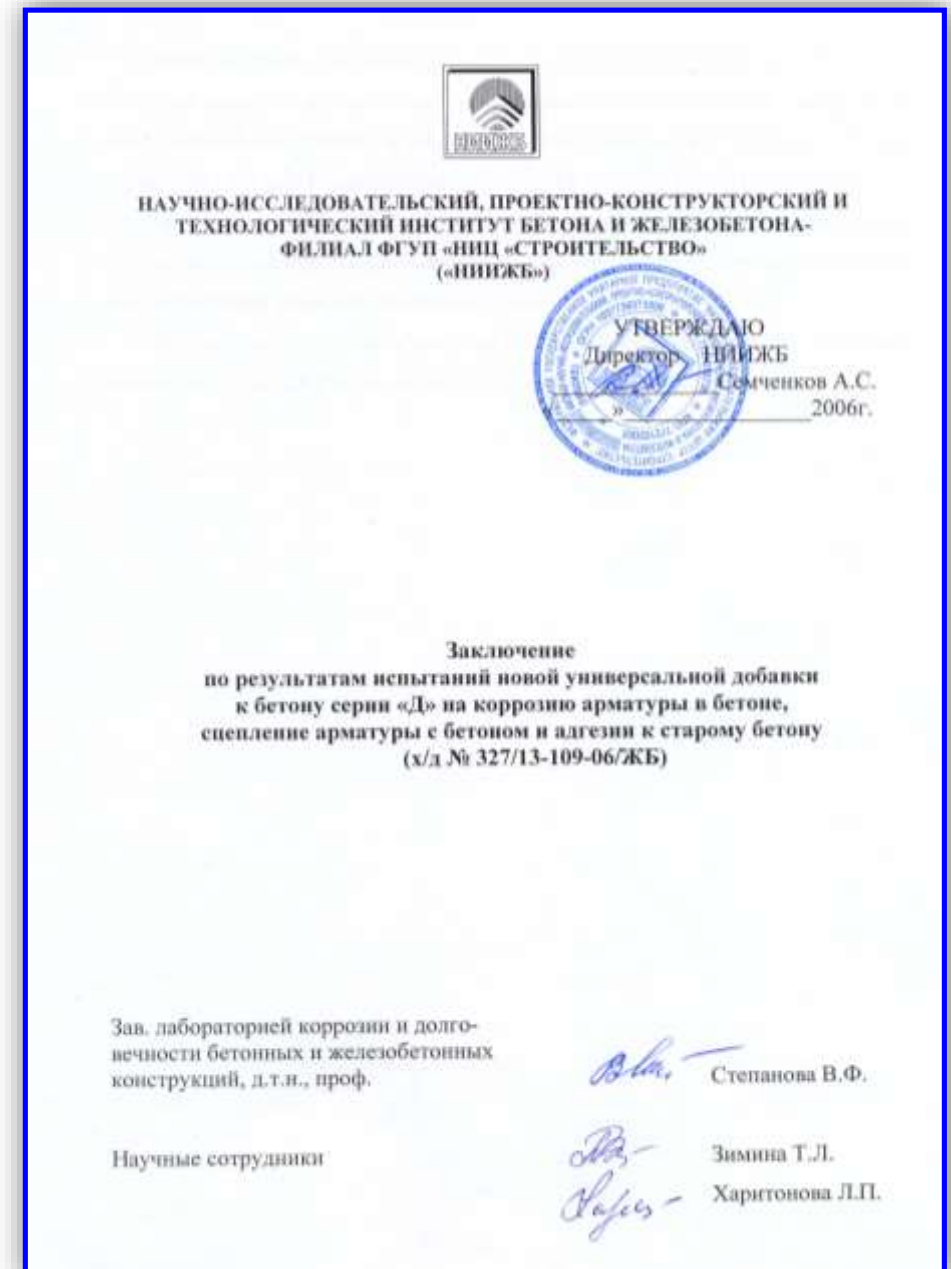 НИИЖБ
НАУЧНО-ИССЛЕДОВАТЕЛЬСКИЙ, ПРОЕКТНО-КОНСТРУКТОРСКИЙ И
ТЕХНОЛОГИЧЕСКИЙ ИНСТИТУТ БЕТОНА И ЖЕЛЕЗОБЕТОНА-
ФИЛИАЛ ФГУП «НИЦ «СТРОИТЕЛЬСТВО»
(«НИИЖБ»)
УТВЕРЖДАЮ
Директор НИИЖБ
Семченков А.С.
» 2006г.
Заключение
по результатам испытаний новой универсальной добавки
к бетону серии «Д» на коррозию арматуры в бетоне,
сцепление арматуры с бетоном и адгезии к старому бетону
(х/д № 327/13-109-06/ЖБ)
Зав. лабораторией коррозии и долго-
вечности бетонных и железобетонных
конструкций, д.т.н., проф.
Степанова В.Ф.
Научные сотрудники
Зимина Т.Л.
Харитонова Л.П.